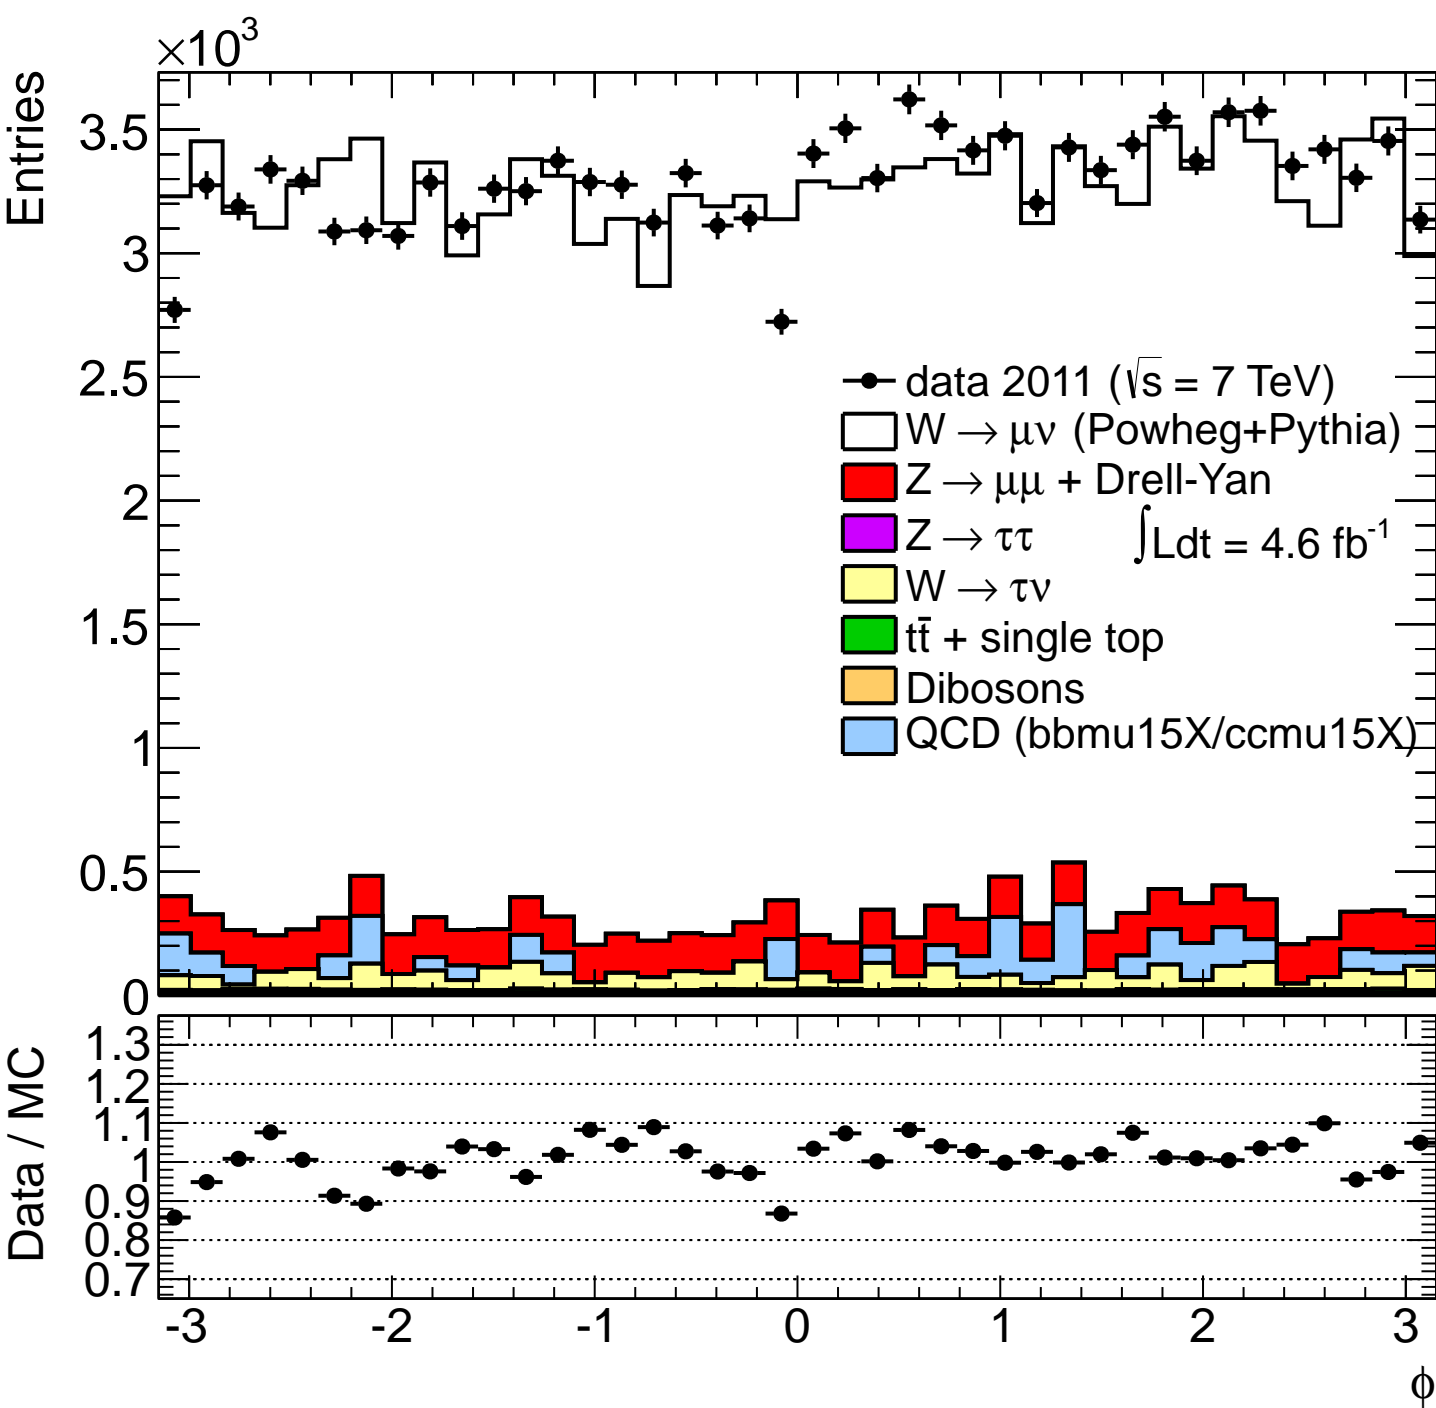 ×10³
Entries
3.5
3
2.5
2
1.5
1
0.5
0
data 2011 (√s = 7 TeV)
W → μν (Powheg+Pythia)
Z → μμ + Drell-Yan
Z → ττ
∫Ldt = 4.6 fb⁻¹
W → τν
tt̄ + single top
Dibosons
QCD (bbmu15X/ccmu15X)
Data / MC
1.3
1.2
1.1
1
0.9
0.8
0.7
-3 -2 -1 0 1 2 3
ϕ